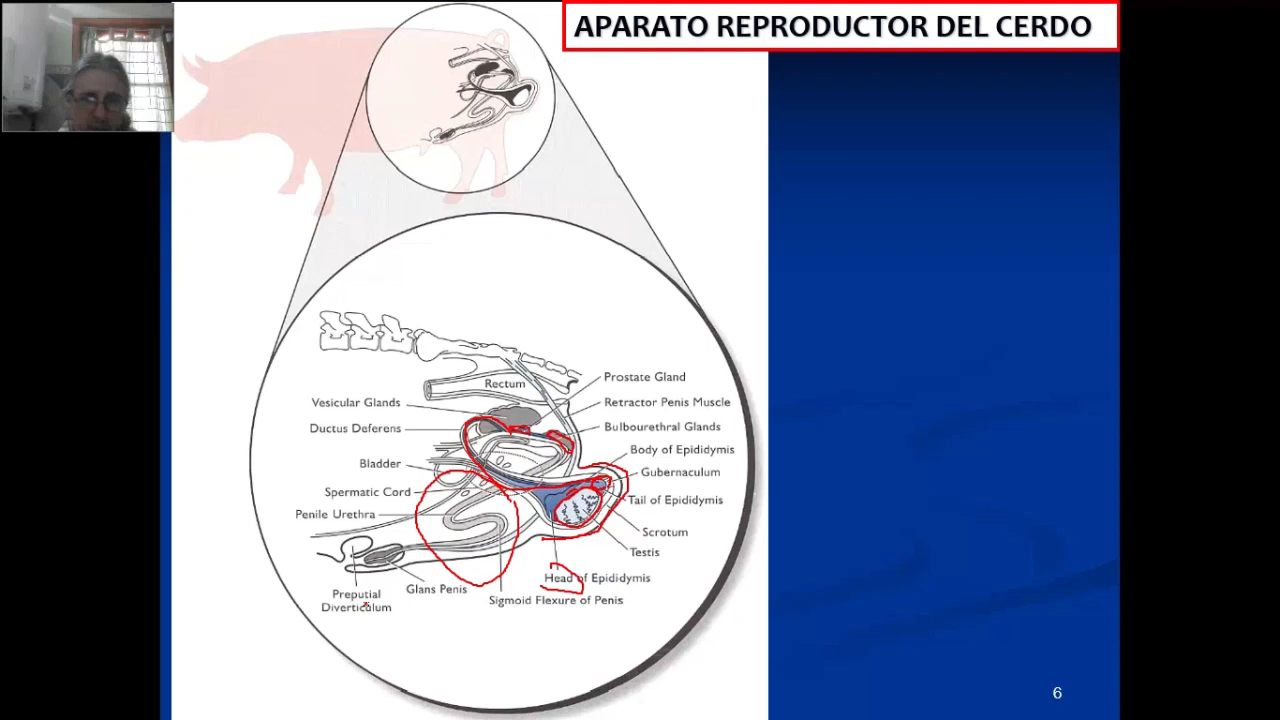 APARATO REPRODUCTOR DEL CERDO
Rectum
Prostate Gland
Vesicular Glands
Retractor Penis Muscle
Ductus Deferens
Bulbourethral Glands
Body of Epididymis
Bladder
Gubernaculum
Spermatic Cord
Tail of Epididymis
Penile Urethra
Scrotum
Testis
Head of Epididymis
Glans Penis
Preputial
Diverticulum
Sigmoid Flexure of Penis
6